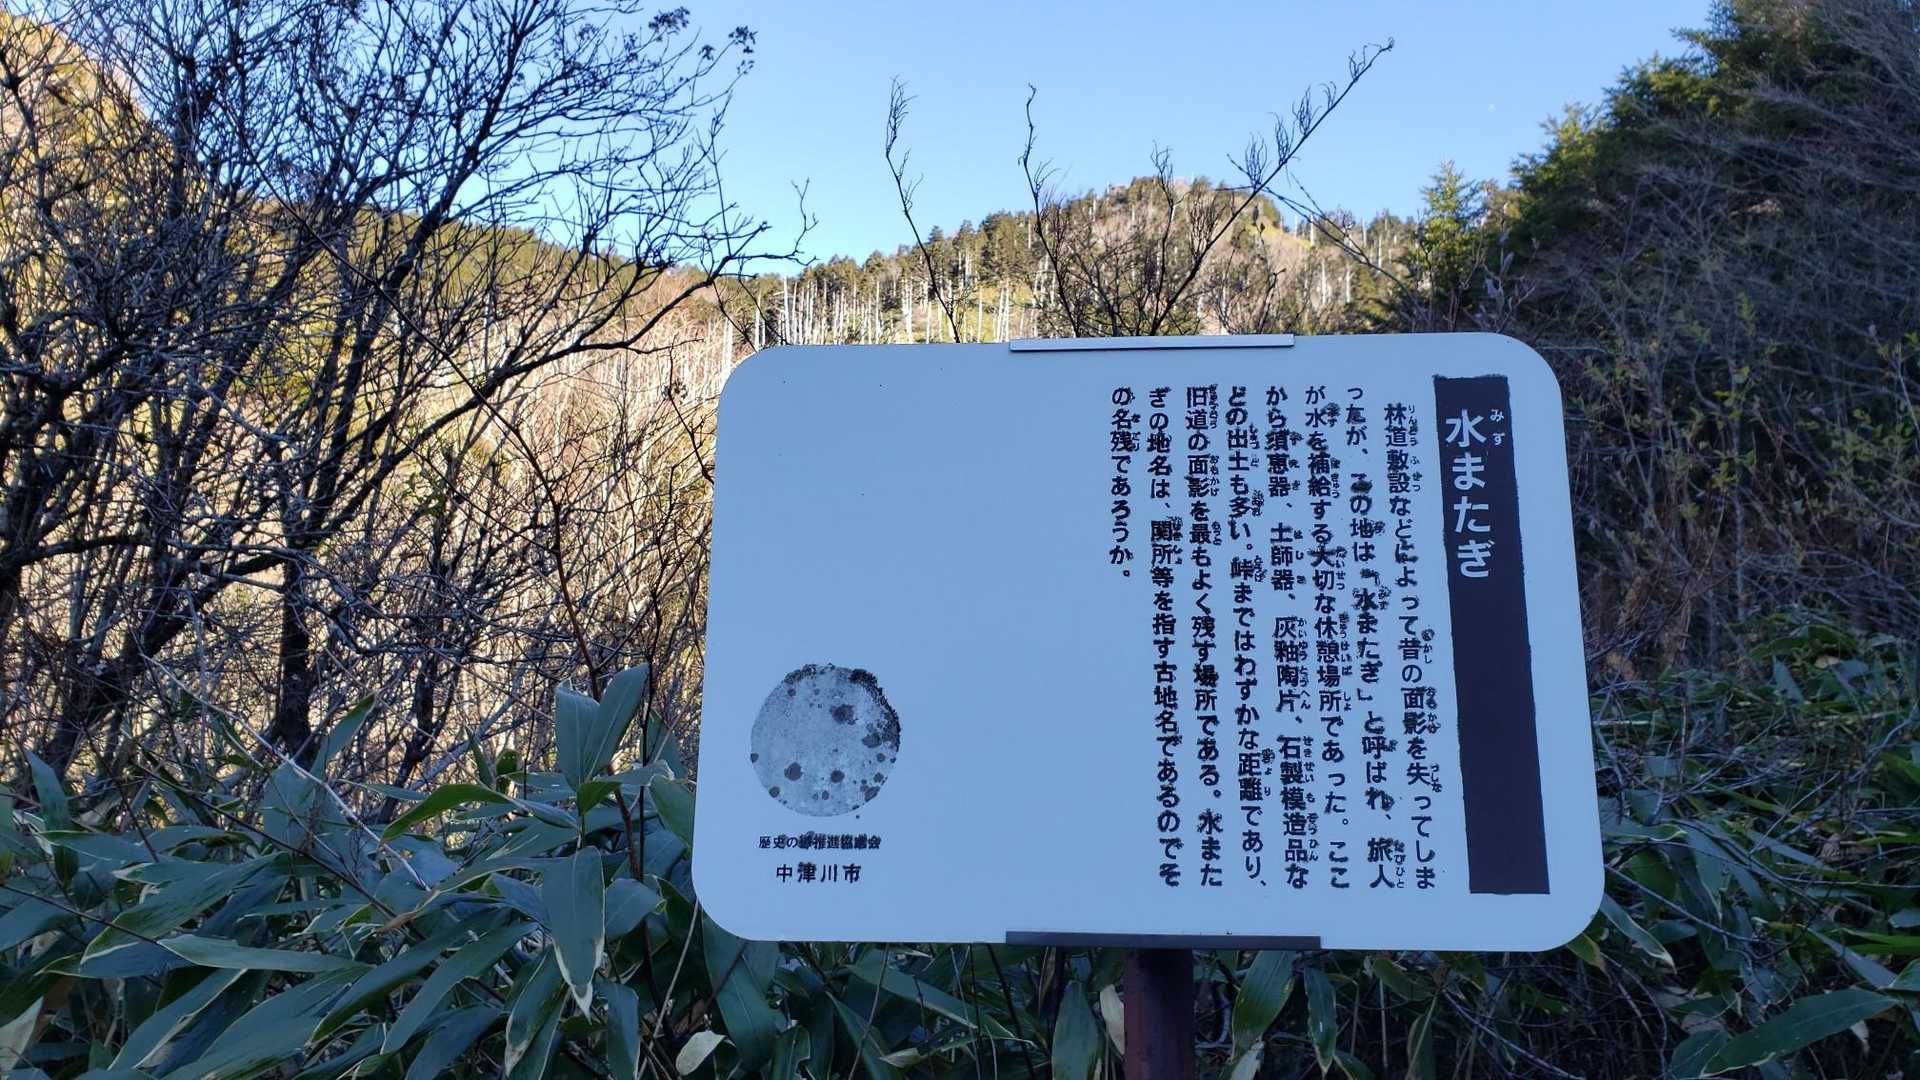 水またぎ
林道敷設などによって昔の面影を失ってしま
ったが、この地は「水またぎ」と呼ばれ、旅人
が水を補給する大切な休憩場所であった。ここ
から須恵器、土師器、灰釉陶片、石製模造品な
どの出土も多い。峠まではわずかな距離であり、
旧道の面影を最もよく残す場所である。水また
ぎの地名は、関所等を指す古地名であるのでそ
の名残であろうか。
歴史の道推進協議会
中津川市